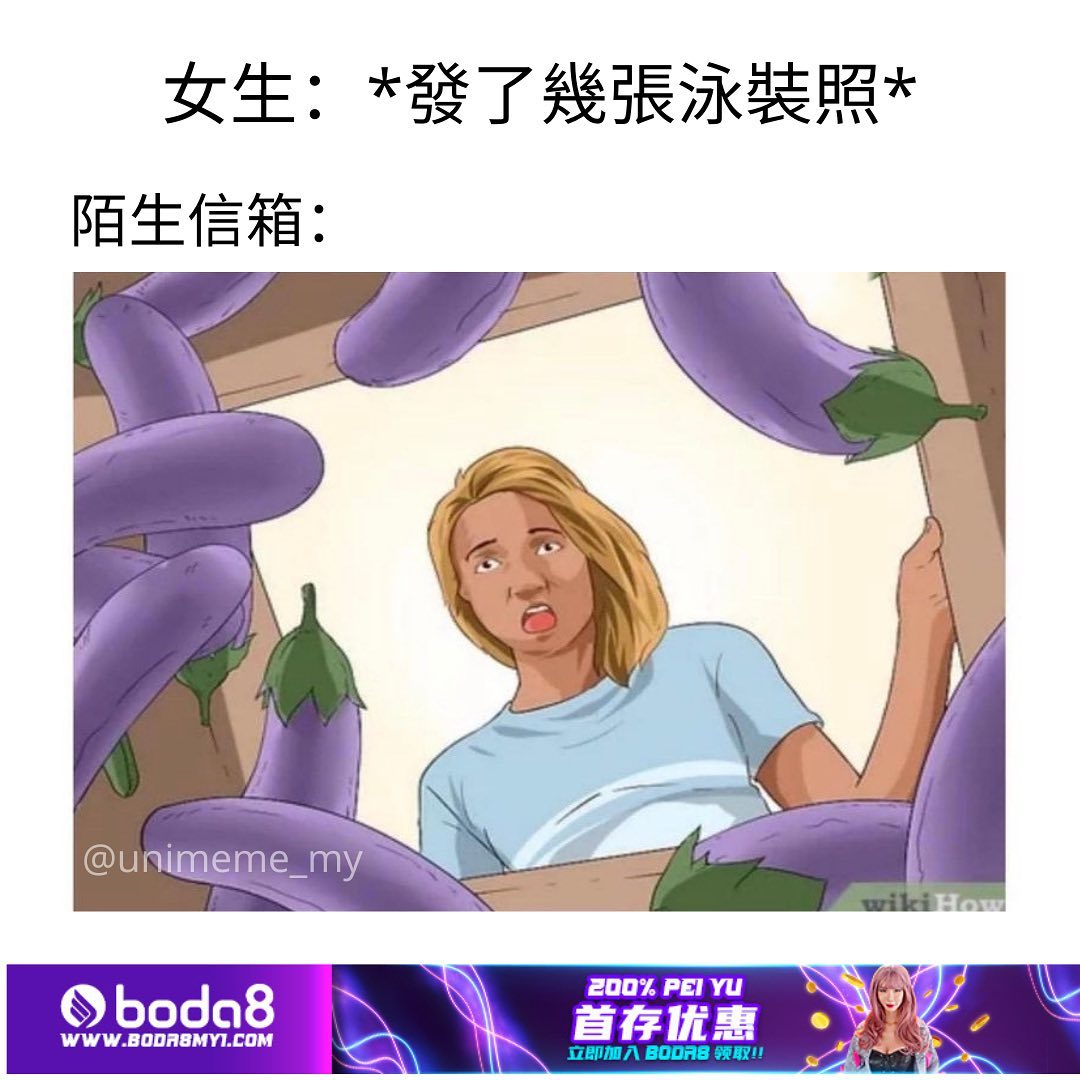 女生：*發了幾張泳裝照*
陌生信箱：
@unimeme_my
wikiHow
boda8
WWW.BODA8MY1.COM
200% PEI YU
首存优惠
立即加入 BODA8 领取!!